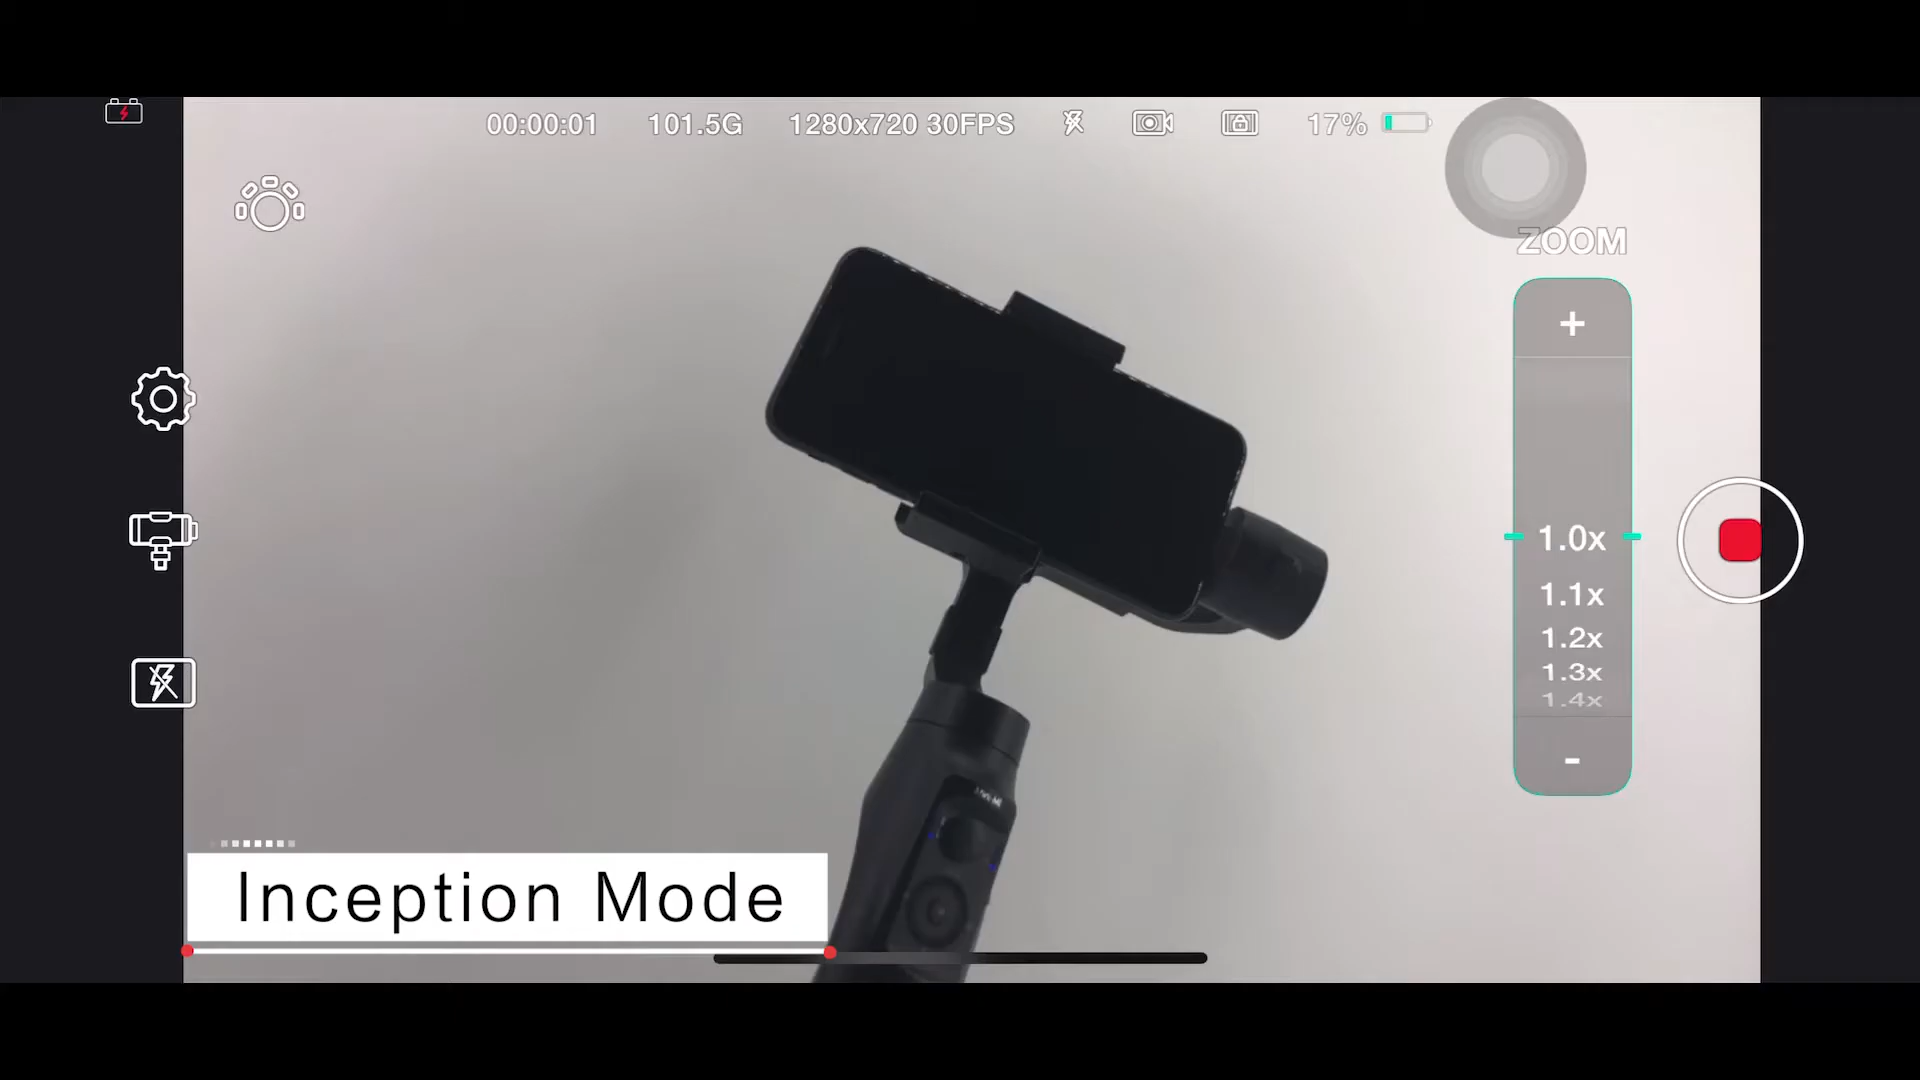 00:00:01 101.5G 1280x720 30FPS 17%
ZOOM
+
1.0x
1.1x
1.2x
1.3x
1.4x
-
Inception Mode